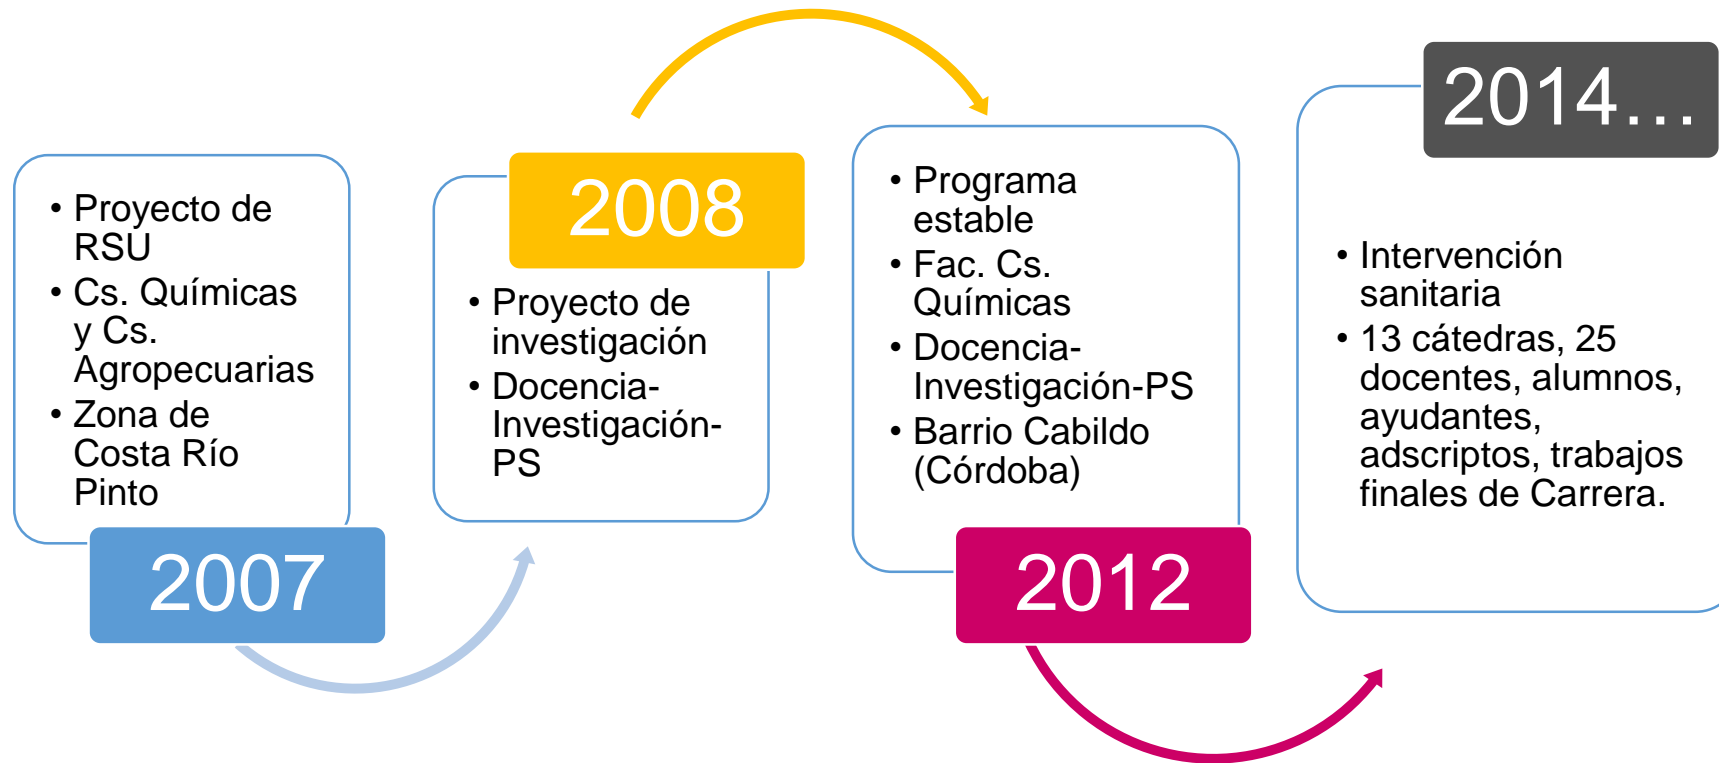 • Proyecto de
RSU
• Cs. Químicas
y Cs.
Agropecuarias
• Zona de
Costa Río
Pinto
2007
2008
• Proyecto de
investigación
• Docencia-
Investigación-
PS
• Programa
estable
• Fac. Cs.
Químicas
• Docencia-
Investigación-PS
• Barrio Cabildo
(Córdoba)
2012
2014…
• Intervención
sanitaria
• 13 cátedras, 25
docentes, alumnos,
ayudantes,
adscriptos, trabajos
finales de Carrera.